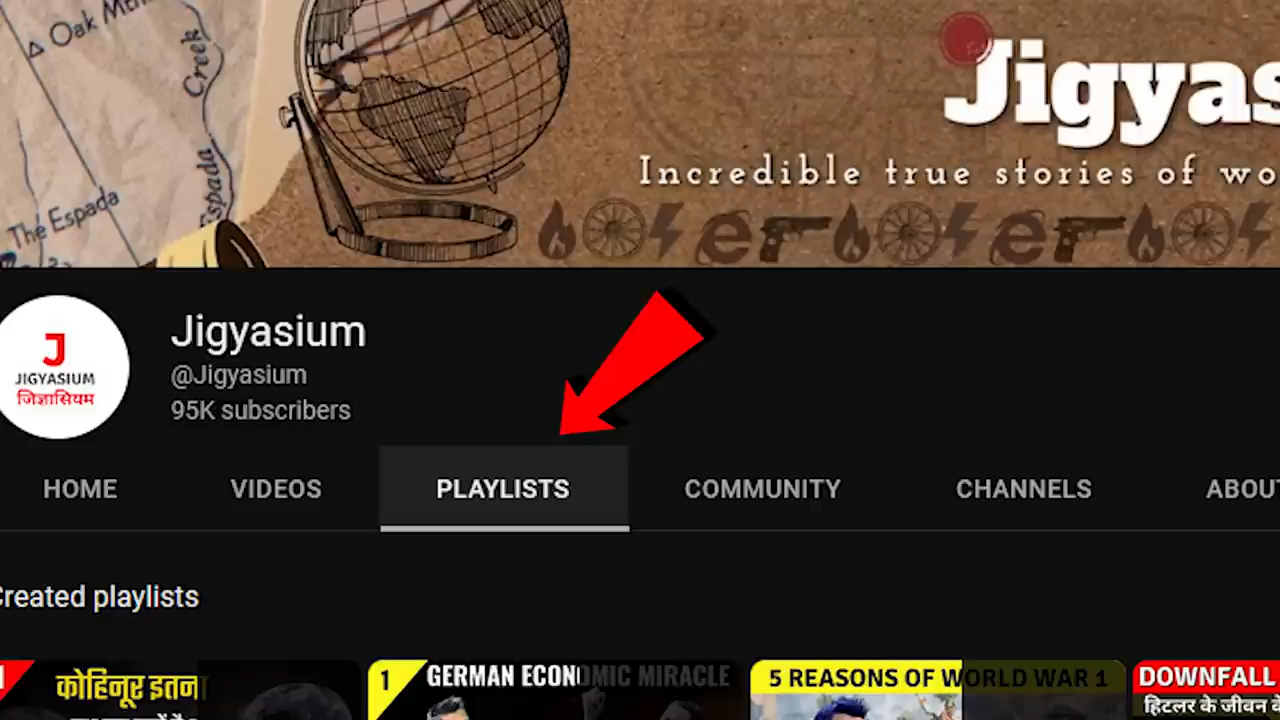 Oak
Creek
Espada
The Espada
Jigyas
Incredible true stories of wo
J
JIGYASIUM
जिज्ञासियम
Jigyasium
@Jigyasium
95K subscribers
HOME VIDEOS PLAYLISTS COMMUNITY CHANNELS ABOU
Created playlists
कोहिनूर इतना
1 GERMAN ECONOMIC MIRACLE
5 REASONS OF WORLD WAR 1
DOWNFALL
हिटलर के जीवन के